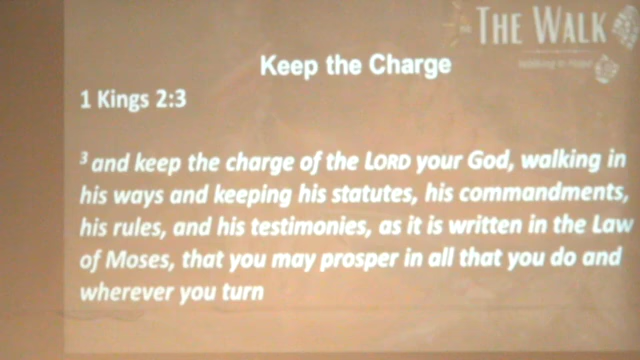 THE WALK
Keep the Charge
1 Kings 2:3
3 and keep the charge of the LORD your God, walking in
his ways and keeping his statutes, his commandments,
his rules, and his testimonies, as it is written in the Law
of Moses, that you may prosper in all that you do and
wherever you turn